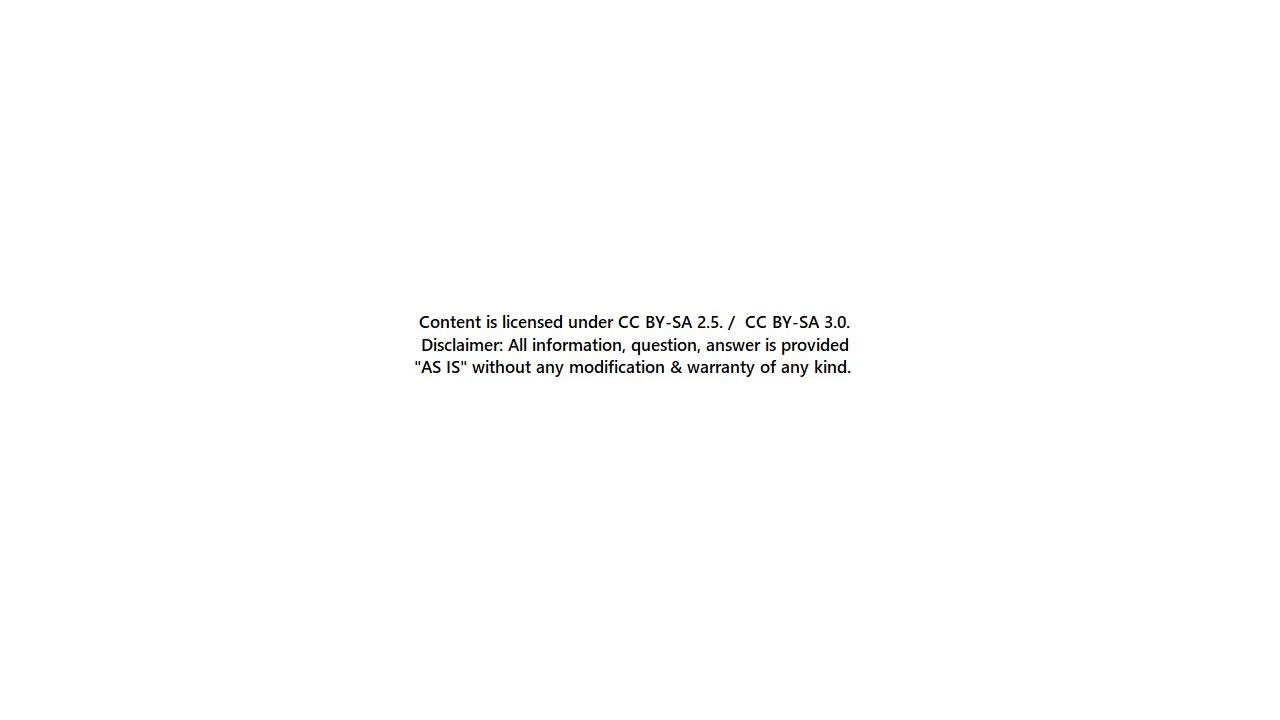 Content is licensed under CC BY-SA 2.5. /  CC BY-SA 3.0.
Disclaimer: All information, question, answer is provided
"AS IS" without any modification & warranty of any kind.